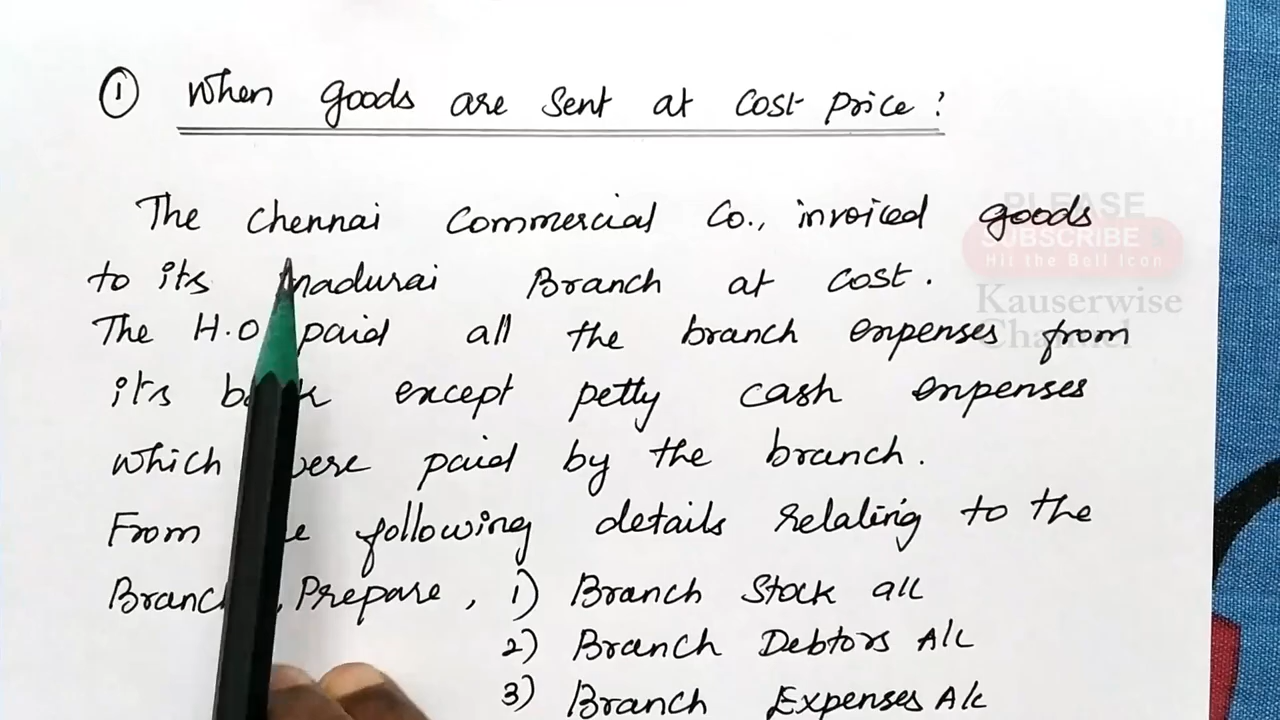 ① When goods are sent at cost price:
The Chennai Commercial Co., invoiced goods
to its Madurai Branch at cost.
The H.O paid all the branch expenses from
its except petty cash expenses
which were paid by the branch.
From following details relating to the
Prepare, 1) Branch Stock a/c
2) Branch Debtors A/c
3) Branch Expenses A/c
PLEASE
SUBSCRIBE
Hit the Bell Icon
Kauserwise
Channel